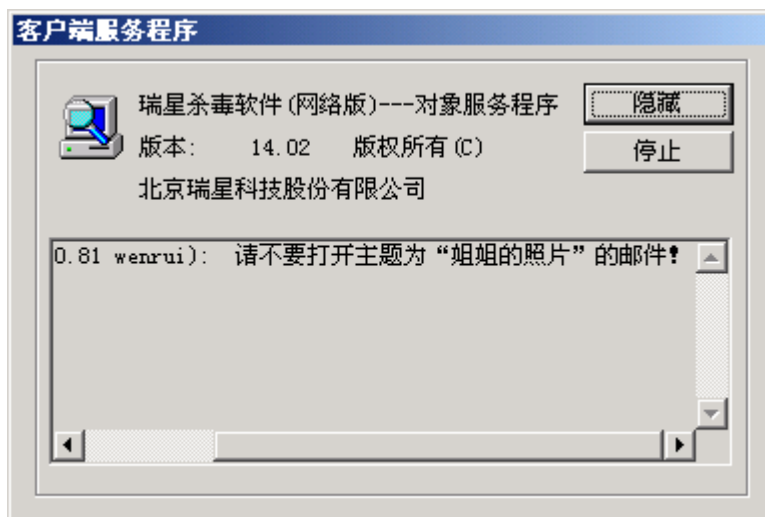 客户端服务程序
瑞星杀毒软件(网络版)---对象服务程序
隐藏
版本: 14.02 版权所有(C)
停止
北京瑞星科技股份有限公司
0.81 wenrui): 请不要打开主题为“姐姐的照片”的邮件!